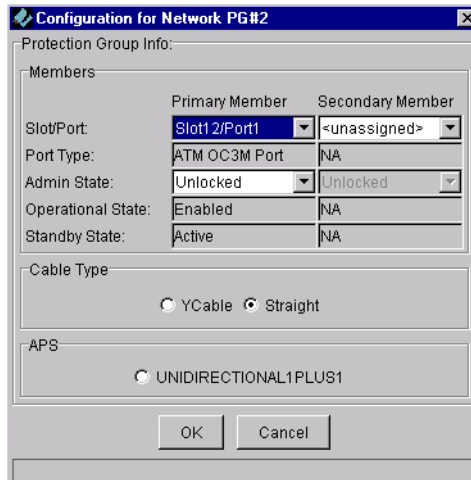 Configuration for Network PG#2
Protection Group Info:
Members
Primary Member Secondary Member
Slot/Port: Slot12/Port1 <unassigned>
Port Type: ATM OC3M Port NA
Admin State: Unlocked Unlocked
Operational State: Enabled NA
Standby State: Active NA
Cable Type
YCable Straight
APS
UNIDIRECTIONAL1PLUS1
OK Cancel